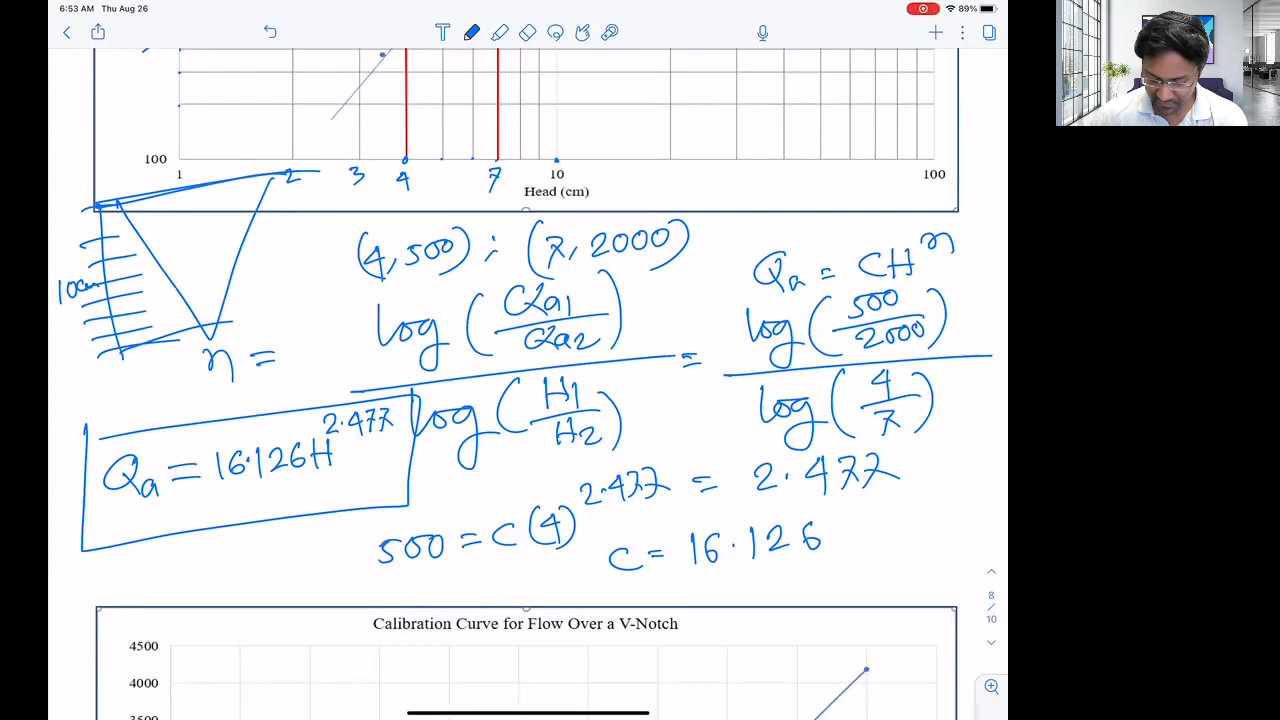 6:53 AM Thu Aug 26
89%
T
100
1 2 3 4 7 10 100
Head (cm)
(4, 500) ; (7, 2000)
Qa = CH^n
10cm
n = log (Qa1/Qa2) / log (H1/H2) = log (500/2000) / log (4/7)
= 2.477
Qa = 16.126H^2.477
500 = C(4)^2.477
C = 16.126
8
/
10
Calibration Curve for Flow Over a V-Notch
4500
4000
3500